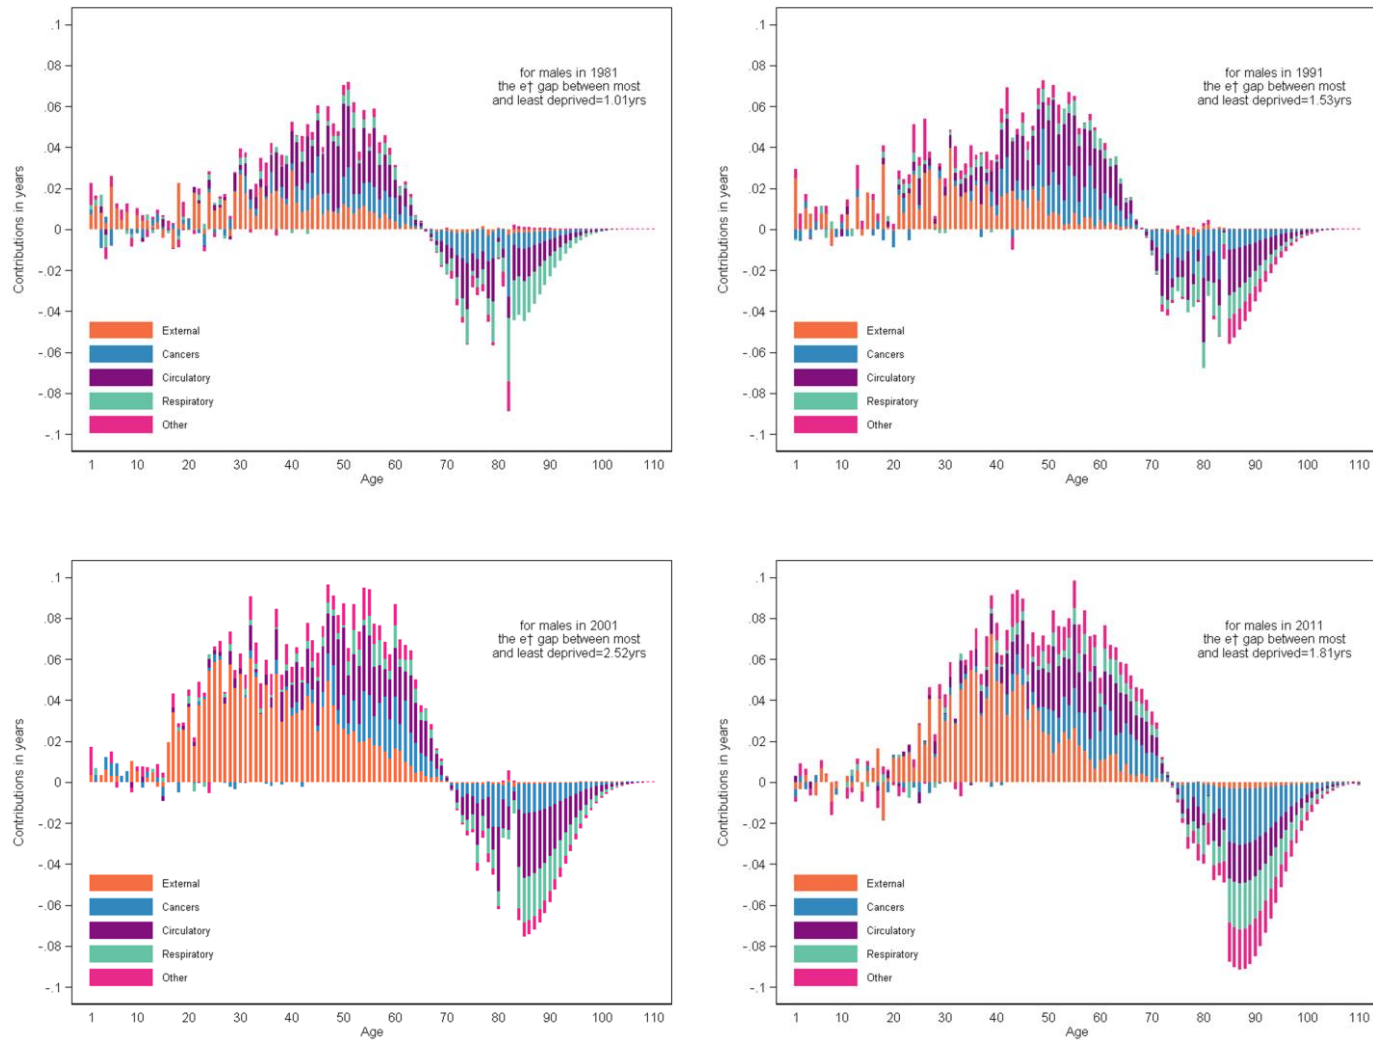 .1
.08
.06
.04
.02
0
-.02
-.04
-.06
-.08
-.1
Contributions in years
for males in 1981
the e† gap between most
and least deprived=1.01yrs
External
Cancers
Circulatory
Respiratory
Other
1 10 20 30 40 50 60 70 80 90 100 110
Age
.1
.08
.06
.04
.02
0
-.02
-.04
-.06
-.08
-.1
Contributions in years
for males in 1991
the e† gap between most
and least deprived=1.53yrs
External
Cancers
Circulatory
Respiratory
Other
1 10 20 30 40 50 60 70 80 90 100 110
Age
.1
.08
.06
.04
.02
0
-.02
-.04
-.06
-.08
-.1
Contributions in years
for males in 2001
the e† gap between most
and least deprived=2.52yrs
External
Cancers
Circulatory
Respiratory
Other
1 10 20 30 40 50 60 70 80 90 100 110
Age
.1
.08
.06
.04
.02
0
-.02
-.04
-.06
-.08
-.1
Contributions in years
for males in 2011
the e† gap between most
and least deprived=1.81yrs
External
Cancers
Circulatory
Respiratory
Other
1 10 20 30 40 50 60 70 80 90 100 110
Age